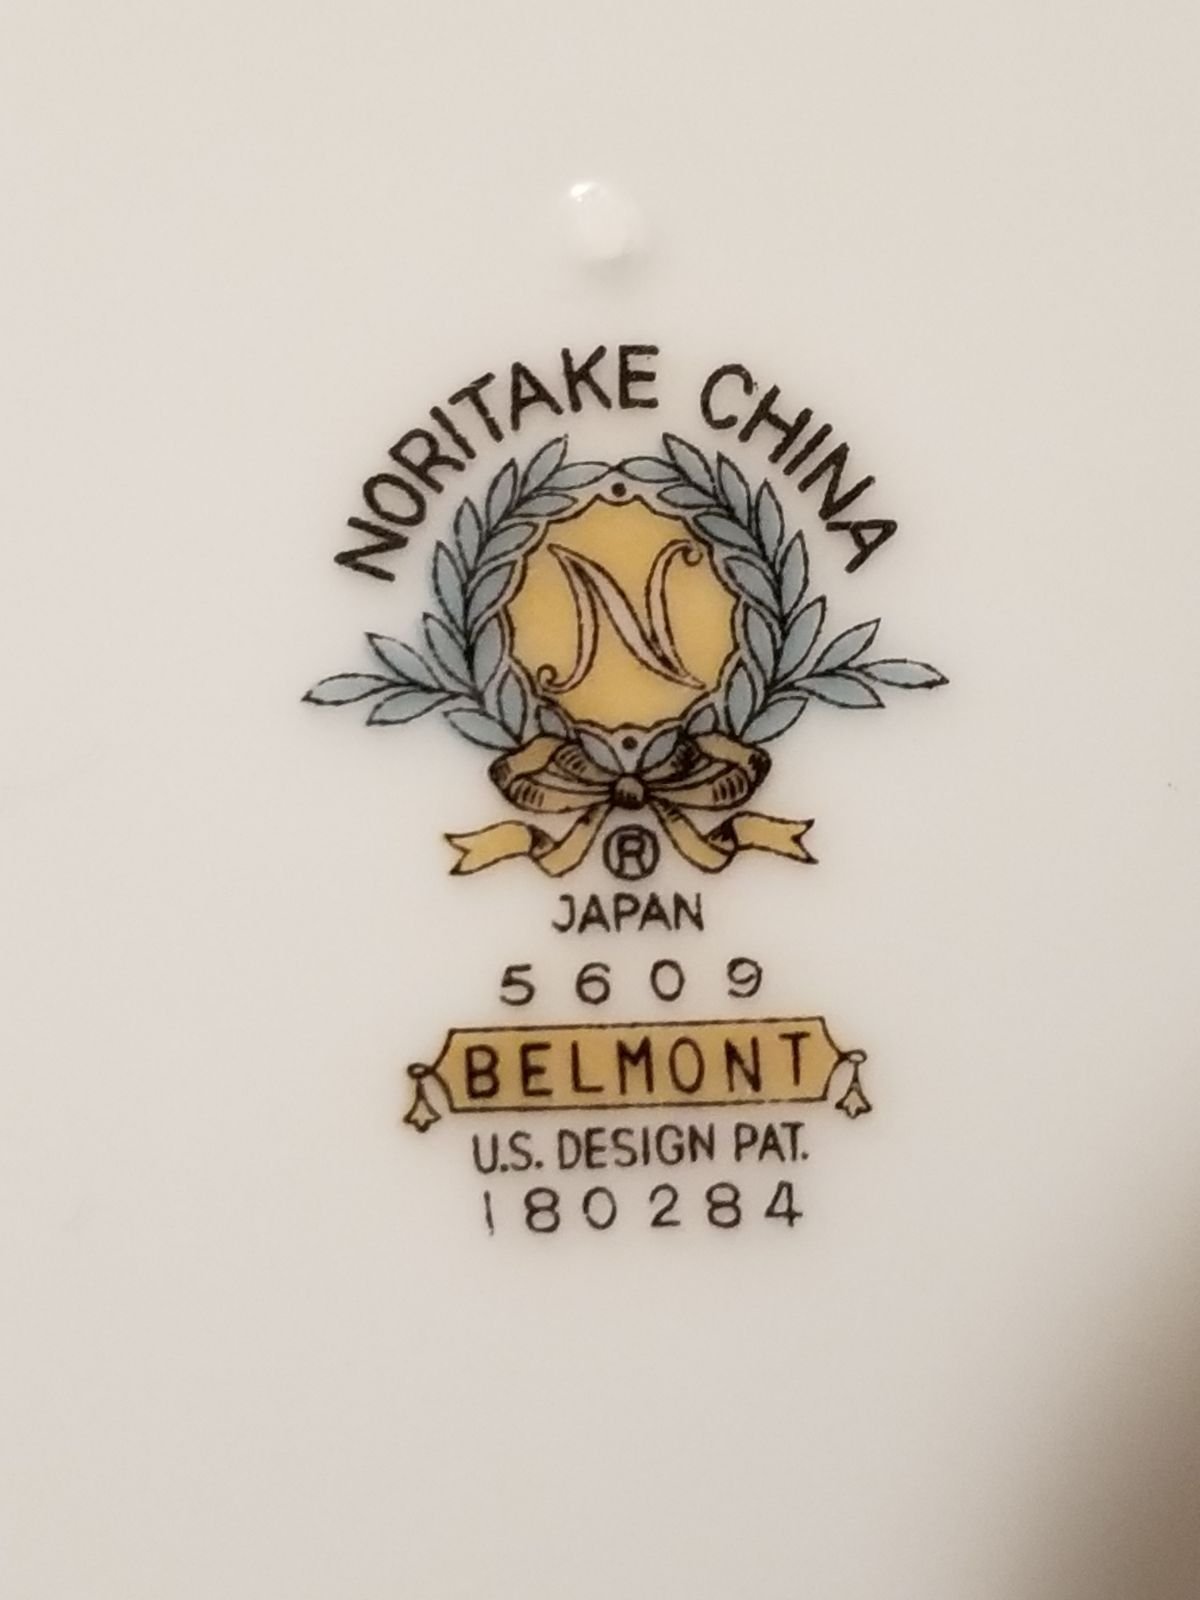 NORITAKE CHINA
N
®
JAPAN
5609
BELMONT
U.S. DESIGN PAT.
180284